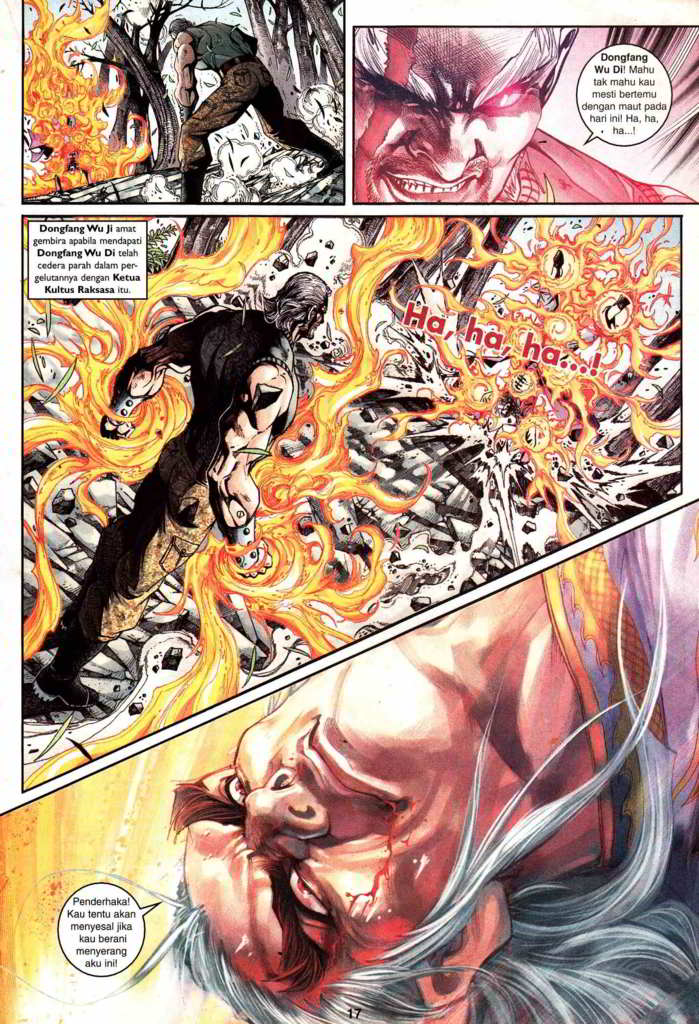 Dongfang
Wu Di! Mahu
tak mahu kau
mesti bertemu
dengan maut pada
hari ini! Ha, ha,
ha...!
Dongfang Wu Ji amat
gembira apabila mendapati
Dongfang Wu Di telah
cedera parah dalam per-
gelutannya dengan Ketua
Kultus Raksasa itu.
Ha, ha, ha...!
Penderhaka!
Kau tentu akan
menyesal jika
kau berani
menyerang
aku ini!
17